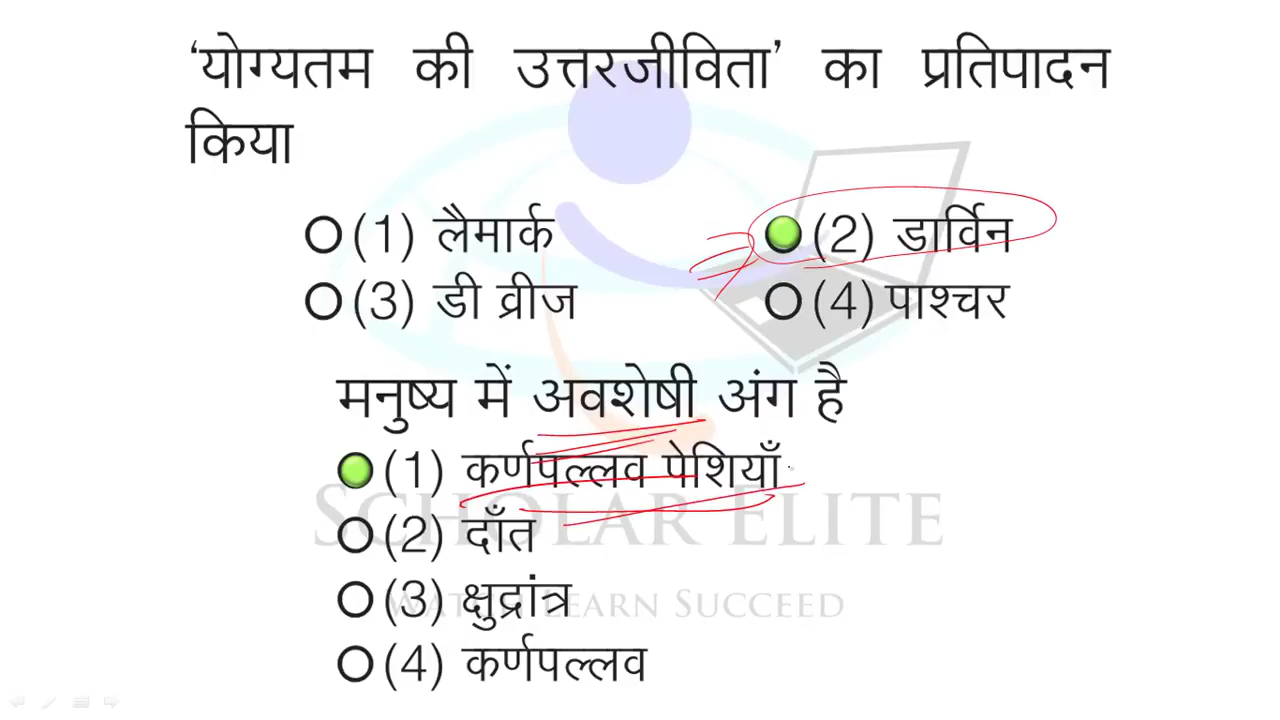 ‘योग्यतम की उत्तरजीविता’ का प्रतिपादन
किया
(1) लैमार्क (2) डार्विन
(3) डी व्रीज (4) पाश्चर
मनुष्य में अवशेषी अंग है
(1) कर्णपल्लव पेशियाँ
(2) दाँत
SCHOLAR ELITE
(3) क्षुद्रांत्र
WATCH LEARN SUCCEED
(4) कर्णपल्लव